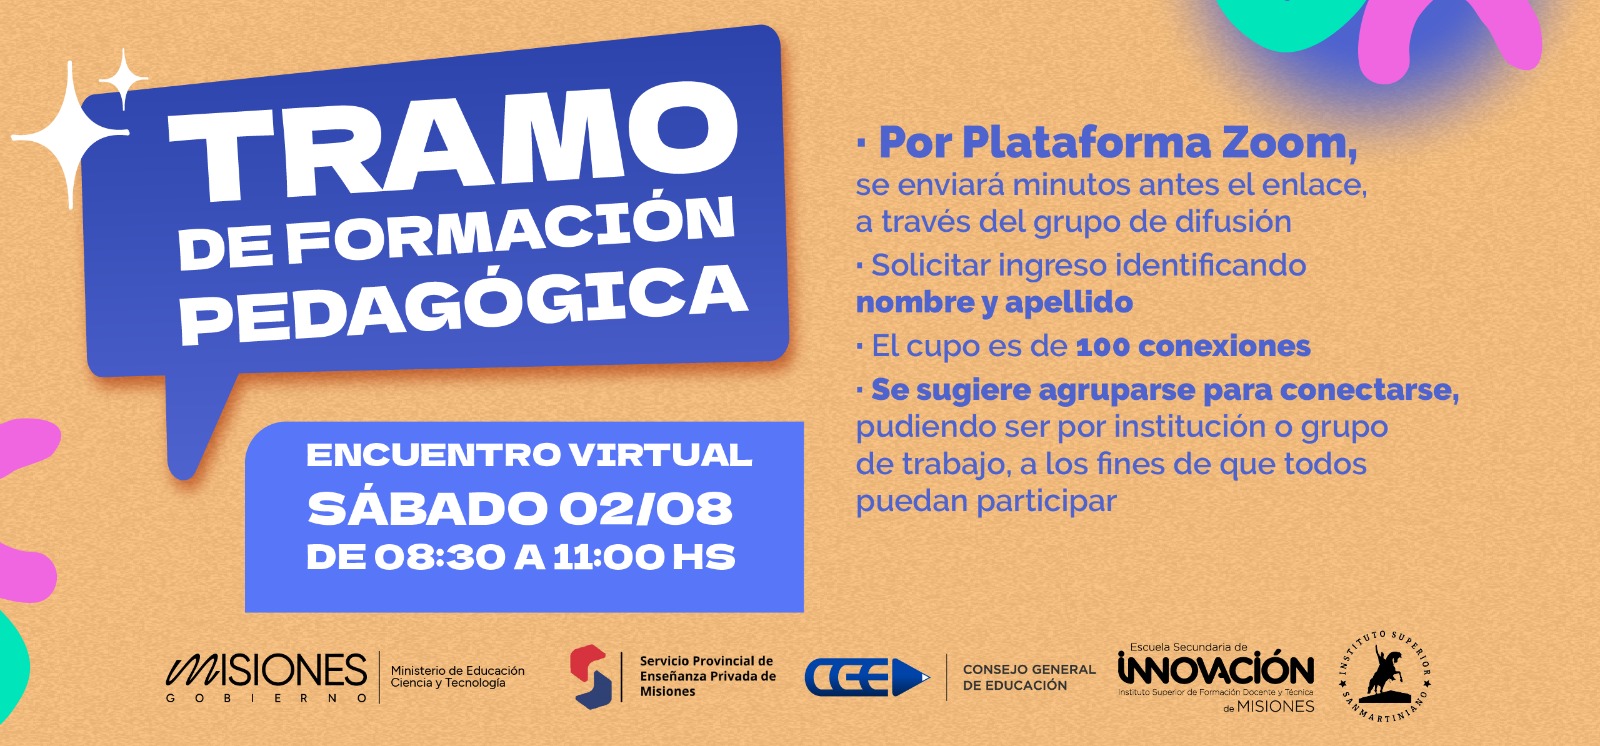 TRAMO
DE FORMACIÓN
PEDAGÓGICA
ENCUENTRO VIRTUAL
SÁBADO 02/08
DE 08:30 A 11:00 HS
· Por Plataforma Zoom,
se enviará minutos antes el enlace,
a través del grupo de difusión
· Solicitar ingreso identificando
nombre y apellido
· El cupo es de 100 conexiones
· Se sugiere agruparse para conectarse,
pudiendo ser por institución o grupo
de trabajo, a los fines de que todos
puedan participar
MISIONES
GOBIERNO
Ministerio de Educación
Ciencia y Tecnología
Servicio Provincial de
Enseñanza Privada de
Misiones
CGE
CONSEJO GENERAL
DE EDUCACIÓN
Escuela Secundaria de
iNNOVACIÓN
Instituto Superior de Formación Docente y Técnica
de MISIONES
INSTITUTO SUPERIOR
SANMARTINIANO